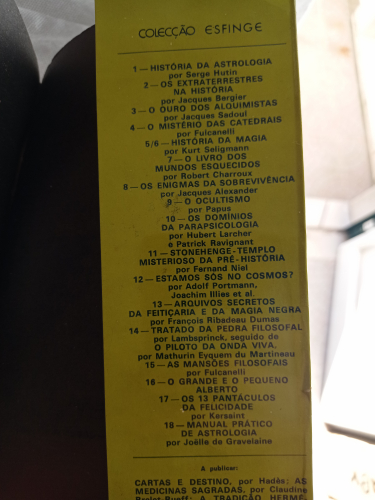 COLECÇÃO ESFINGE
1 — HISTÓRIA DA ASTROLOGIA
por Serge Hutin
2 — OS EXTRATERRESTRES
NA HISTÓRIA
por Jacques Bergier
3 — O OURO DOS ALQUIMISTAS
por Jacques Sadoul
4 — O MISTÉRIO DAS CATEDRAIS
por Fulcanelli
5/6 — HISTÓRIA DA MAGIA
por Kurt Seligmann
7 — O LIVRO DOS
MUNDOS ESQUECIDOS
por Robert Charroux
8 — OS ENIGMAS DA SOBREVIVÊNCIA
por Jacques Alexander
9 — O OCULTISMO
por Papus
10 — OS DOMÍNIOS
DA PARAPSICOLOGIA
por Hubert Larcher
e Patrick Ravignant
11 — STONEHENGE-TEMPLO
MISTERIOSO DA PRÉ-HISTÓRIA
por Fernand Niel
12 — ESTAMOS SÓS NO COSMOS?
por Adolf Portmann,
Joachim Illies et al.
13 — ARQUIVOS SECRETOS
DA FEITIÇARIA E DA MAGIA NEGRA
por François Ribadeau Dumas
14 — TRATADO DA PEDRA FILOSOFAL
por Lambsprinck, seguido de
O PILOTO DA ONDA VIVA,
por Mathurin Eyquem du Martineau
15 — AS MANSÕES FILOSOFAIS
por Fulcanelli
16 — O GRANDE E O PEQUENO
ALBERTO
17 — OS 13 PANTÁCULOS
DA FELICIDADE
por Kersaint
18 — MANUAL PRÁTICO
DE ASTROLOGIA
por Joëlle de Gravelaine
A publicar:
CARTAS E DESTINO, por Hadès; AS
MEDICINAS SAGRADAS, por Claudine
A TRADIÇÃO HERMÉ-